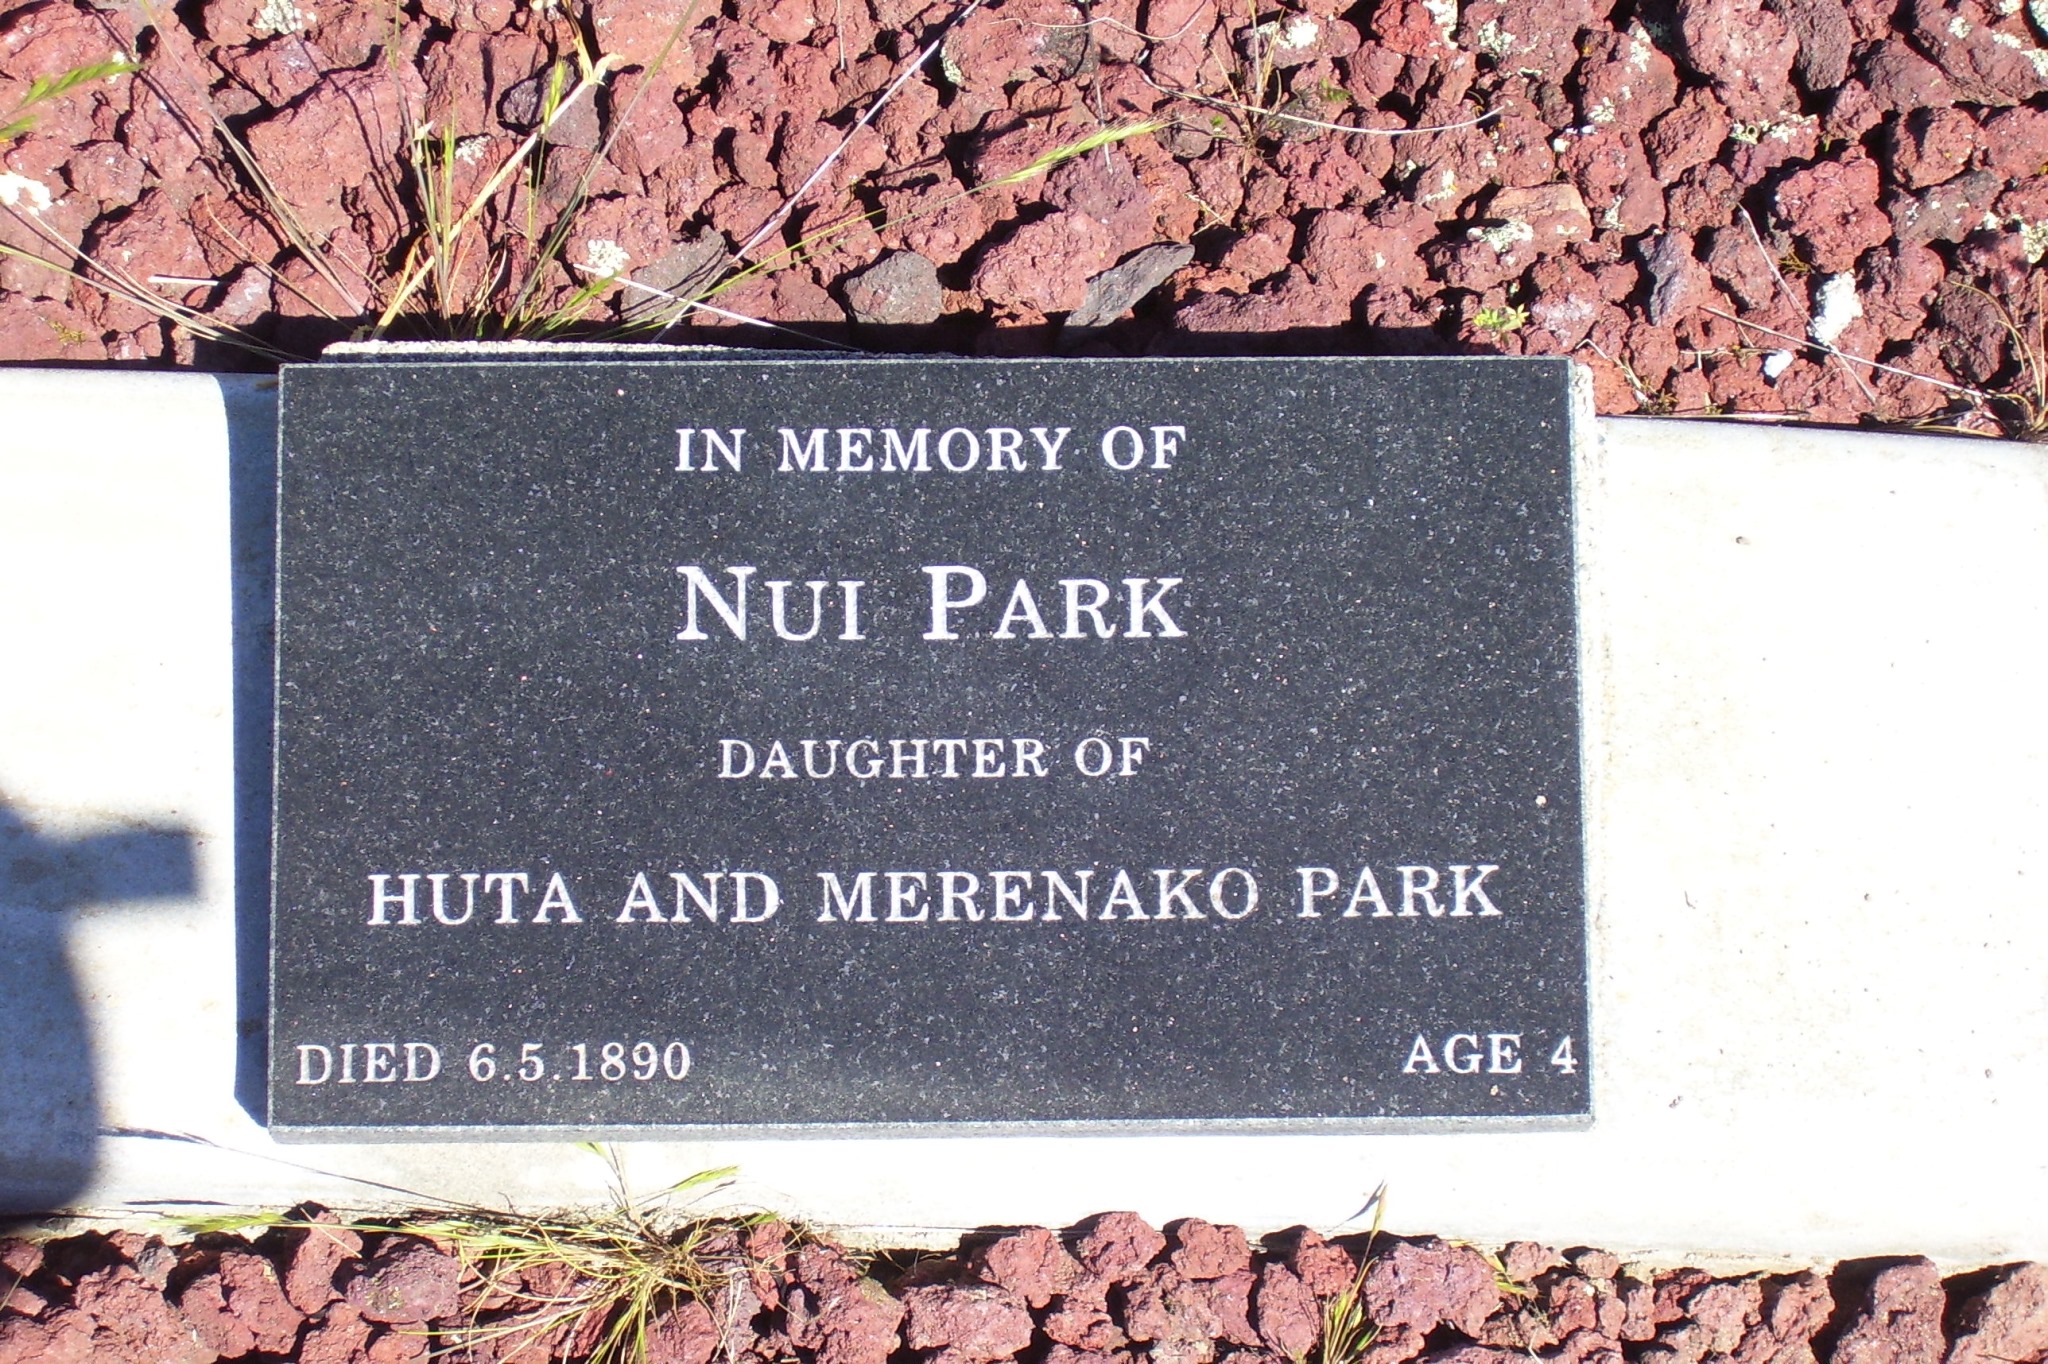 IN MEMORY OF
NUI PARK
DAUGHTER OF
HUTA AND MERENAKO PARK
DIED 6.5.1890 AGE 4